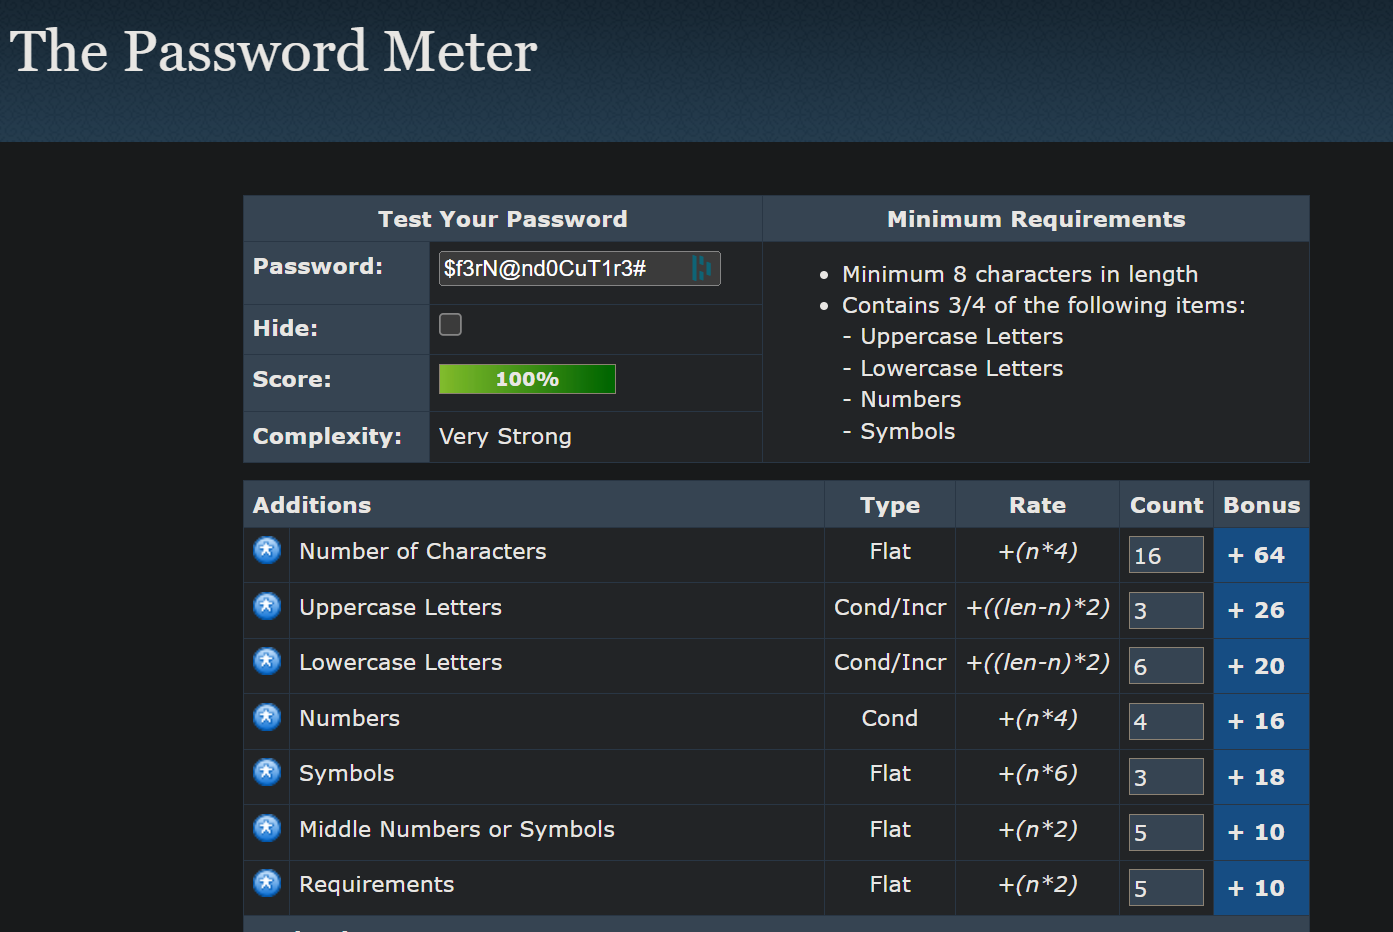 The Password Meter
Test Your Password
Minimum Requirements
Password:
$f3rN@nd0CuT1r3#
Hide:
Score:
100%
Complexity:
Very Strong
• Minimum 8 characters in length
• Contains 3/4 of the following items:
- Uppercase Letters
- Lowercase Letters
- Numbers
- Symbols
Additions Type Rate Count Bonus
Number of Characters Flat +(n*4) 16 + 64
Uppercase Letters Cond/Incr +((len-n)*2) 3 + 26
Lowercase Letters Cond/Incr +((len-n)*2) 6 + 20
Numbers Cond +(n*4) 4 + 16
Symbols Flat +(n*6) 3 + 18
Middle Numbers or Symbols Flat +(n*2) 5 + 10
Requirements Flat +(n*2) 5 + 10